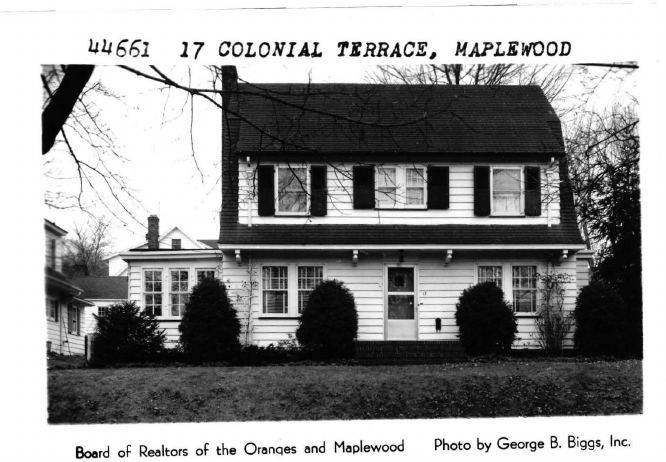 44661 17 COLONIAL TERRACE, MAPLEWOOD
Board of Realtors of the Oranges and Maplewood Photo by George B. Biggs, Inc.